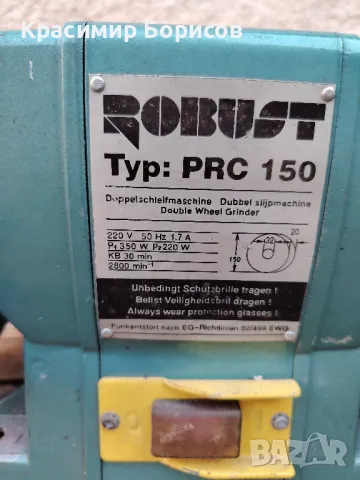 Красимир Борисов
ROBUST
Typ: PRC 150
Doppelschleifmaschine Dubbel slijpmachine
Double Wheel Grinder
220 V 50 Hz 1.7 A
P₁ 350 W P₂ 220 W
KB 30 min
2800 min⁻¹
20
32
150
Unbedingt Schutzbrille tragen !
Belist Veiligheidsbril dragen !
Always wear protection glasses !
Funkentstört nach EG-Richtlinien 82/499 EWG
BAZAR
bg